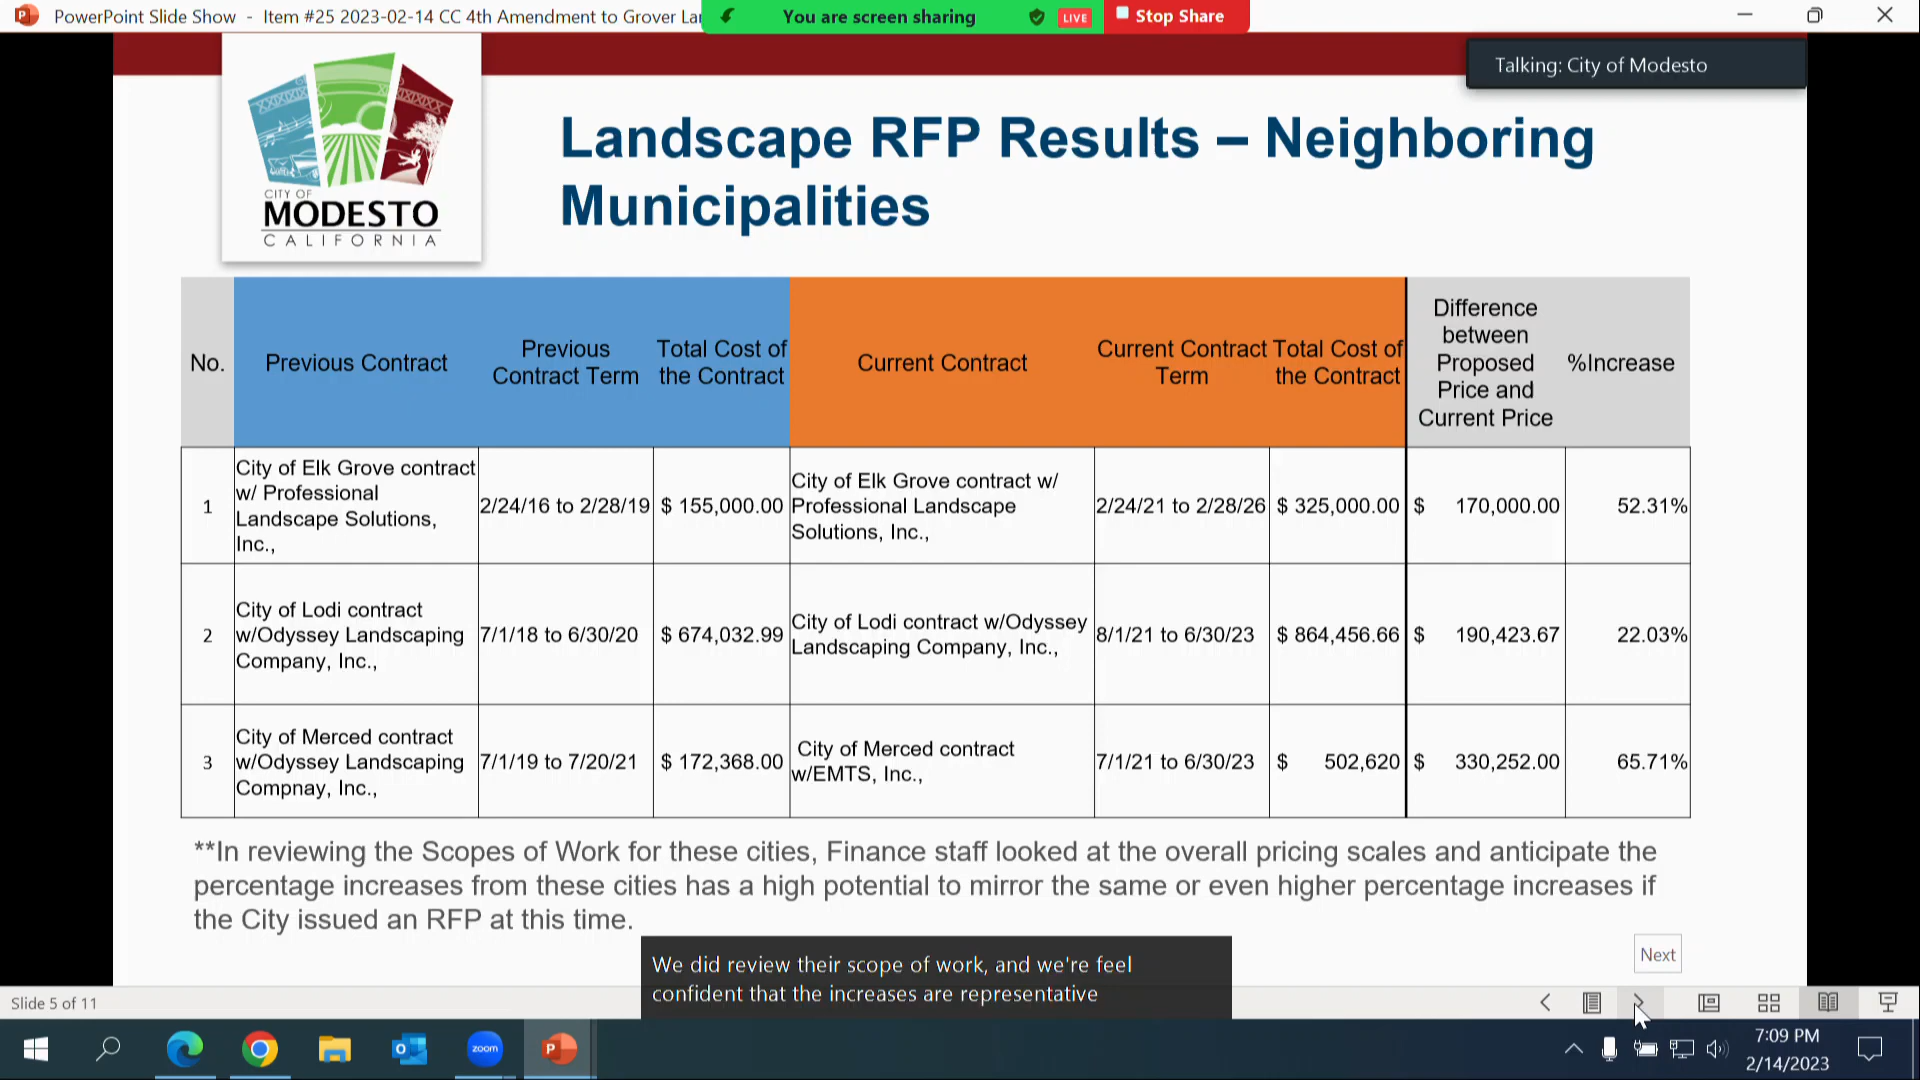 PowerPoint Slide Show - Item #25 2023-02-14 CC 4th Amendment to Grover La
You are screen sharing
LIVE
Stop Share
Talking: City of Modesto
CITY OF
MODESTO
CALIFORNIA
Landscape RFP Results – Neighboring
Municipalities
No.
Previous Contract
Previous
Contract Term
Total Cost of
the Contract
Current Contract
Current Contract
Term
Total Cost of
the Contract
Difference
between
Proposed
Price and
Current Price
%Increase
1
City of Elk Grove contract
w/ Professional
Landscape Solutions,
Inc.,
2/24/16 to 2/28/19
$ 155,000.00
City of Elk Grove contract w/
Professional Landscape
Solutions, Inc.,
2/24/21 to 2/28/26
$ 325,000.00
$ 170,000.00
52.31%
2
City of Lodi contract
w/Odyssey Landscaping
Company, Inc.,
7/1/18 to 6/30/20
$ 674,032.99
City of Lodi contract w/Odyssey
Landscaping Company, Inc.,
8/1/21 to 6/30/23
$ 864,456.66
$ 190,423.67
22.03%
3
City of Merced contract
w/Odyssey Landscaping
Compnay, Inc.,
7/1/19 to 7/20/21
$ 172,368.00
City of Merced contract
w/EMTS, Inc.,
7/1/21 to 6/30/23
$ 502,620
$ 330,252.00
65.71%
**In reviewing the Scopes of Work for these cities, Finance staff looked at the overall pricing scales and anticipate the
percentage increases from these cities has a high potential to mirror the same or even higher percentage increases if
the City issued an RFP at this time.
We did review their scope of work, and we're feel
confident that the increases are representative
Next
Slide 5 of 11
zoom
7:09 PM
2/14/2023